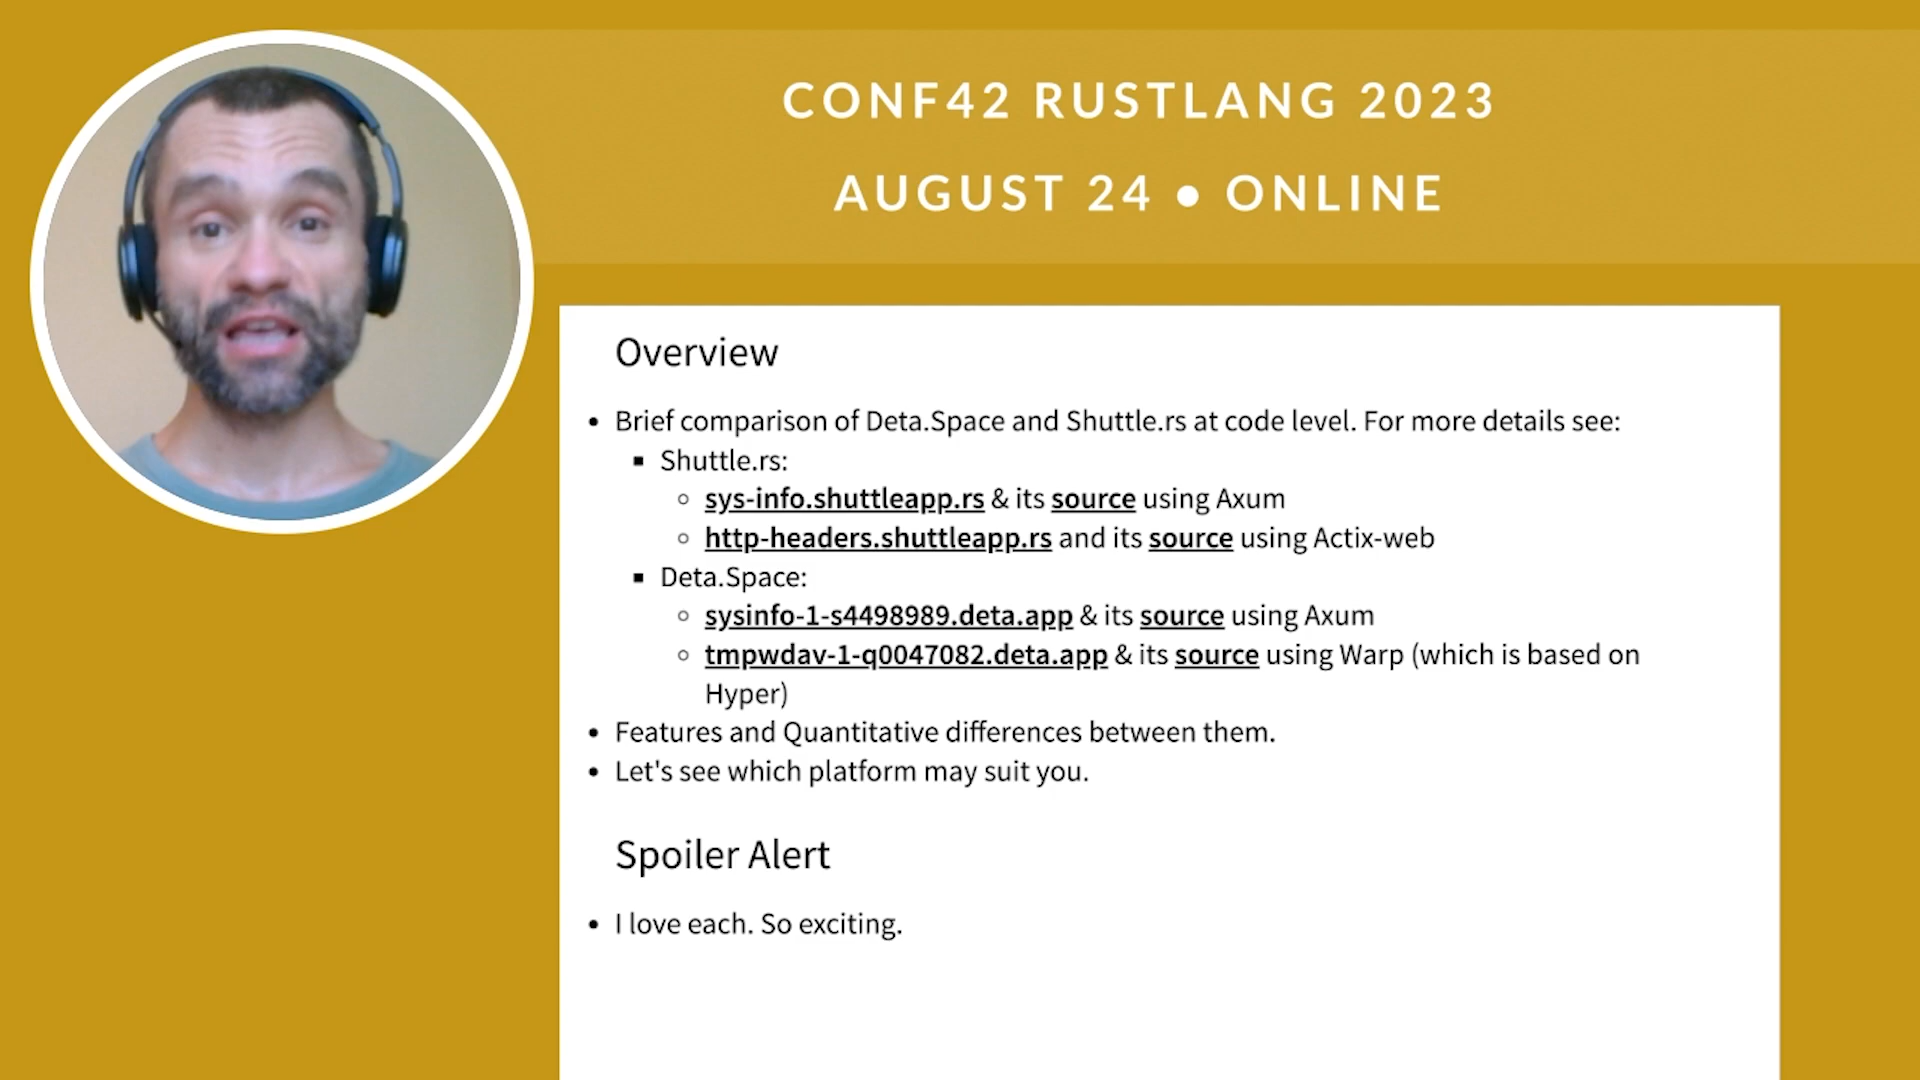 CONF42 RUSTLANG 2023
AUGUST 24 • ONLINE
Overview
• Brief comparison of Deta.Space and Shuttle.rs at code level. For more details see:
▪ Shuttle.rs:
○ sys-info.shuttleapp.rs & its source using Axum
○ http-headers.shuttleapp.rs and its source using Actix-web
▪ Deta.Space:
○ sysinfo-1-s4498989.deta.app & its source using Axum
○ tmpwdav-1-q0047082.deta.app & its source using Warp (which is based on
Hyper)
• Features and Quantitative differences between them.
• Let's see which platform may suit you.
Spoiler Alert
• I love each. So exciting.